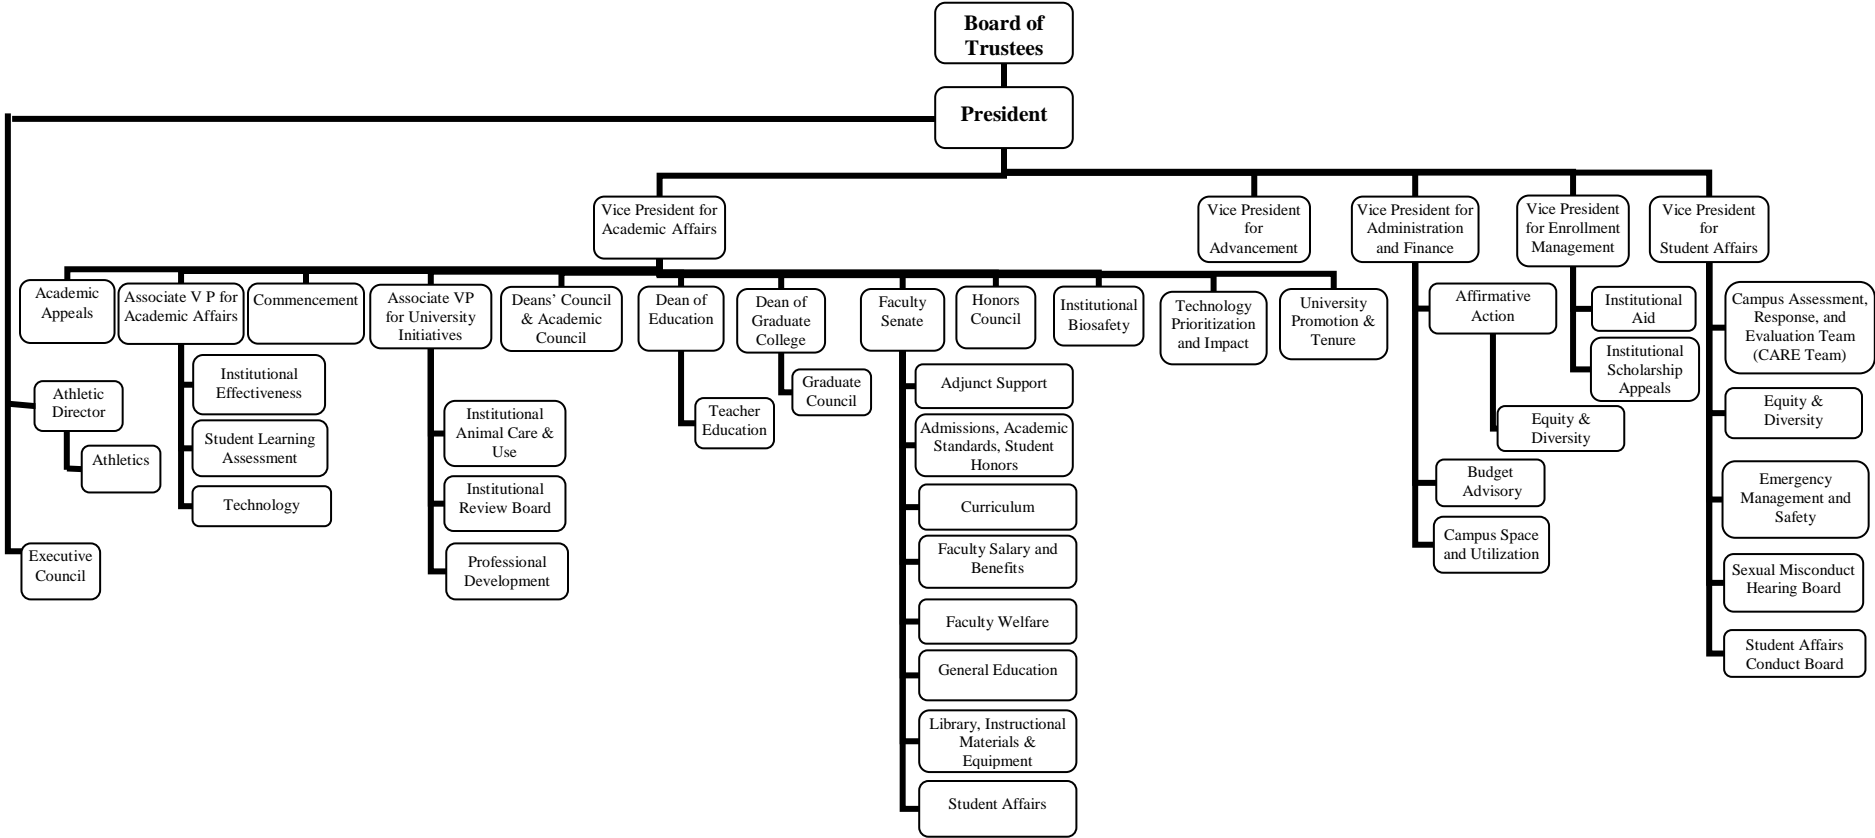 Board of
Trustees
President
Vice President for
Academic Affairs
Vice President
for
Advancement
Vice President for
Administration
and Finance
Vice President
for Enrollment
Management
Vice President
for
Student Affairs
Academic
Appeals
Associate V P for
Academic Affairs
Commencement
Associate VP
for University
Initiatives
Deans’ Council
& Academic
Council
Dean of
Education
Dean of
Graduate
College
Faculty
Senate
Honors
Council
Institutional
Biosafety
Technology
Prioritization
and Impact
University
Promotion &
Tenure
Affirmative
Action
Institutional
Aid
Campus Assessment,
Response, and
Evaluation Team
(CARE Team)
Athletic
Director
Athletics
Executive
Council
Institutional
Effectiveness
Student Learning
Assessment
Technology
Institutional
Animal Care &
Use
Institutional
Review Board
Professional
Development
Teacher
Education
Graduate
Council
Adjunct Support
Admissions, Academic
Standards, Student
Honors
Curriculum
Faculty Salary and
Benefits
Faculty Welfare
General Education
Library, Instructional
Materials &
Equipment
Student Affairs
Equity &
Diversity
Budget
Advisory
Campus Space
and Utilization
Institutional
Scholarship
Appeals
Equity &
Diversity
Emergency
Management and
Safety
Sexual Misconduct
Hearing Board
Student Affairs
Conduct Board